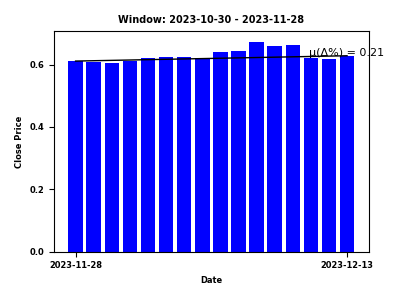 Window: 2023-10-30 - 2023-11-28
μ(Δ%) = 0.21
0.6
0.4
0.2
0.0
Close Price
2023-11-28 2023-12-13
Date